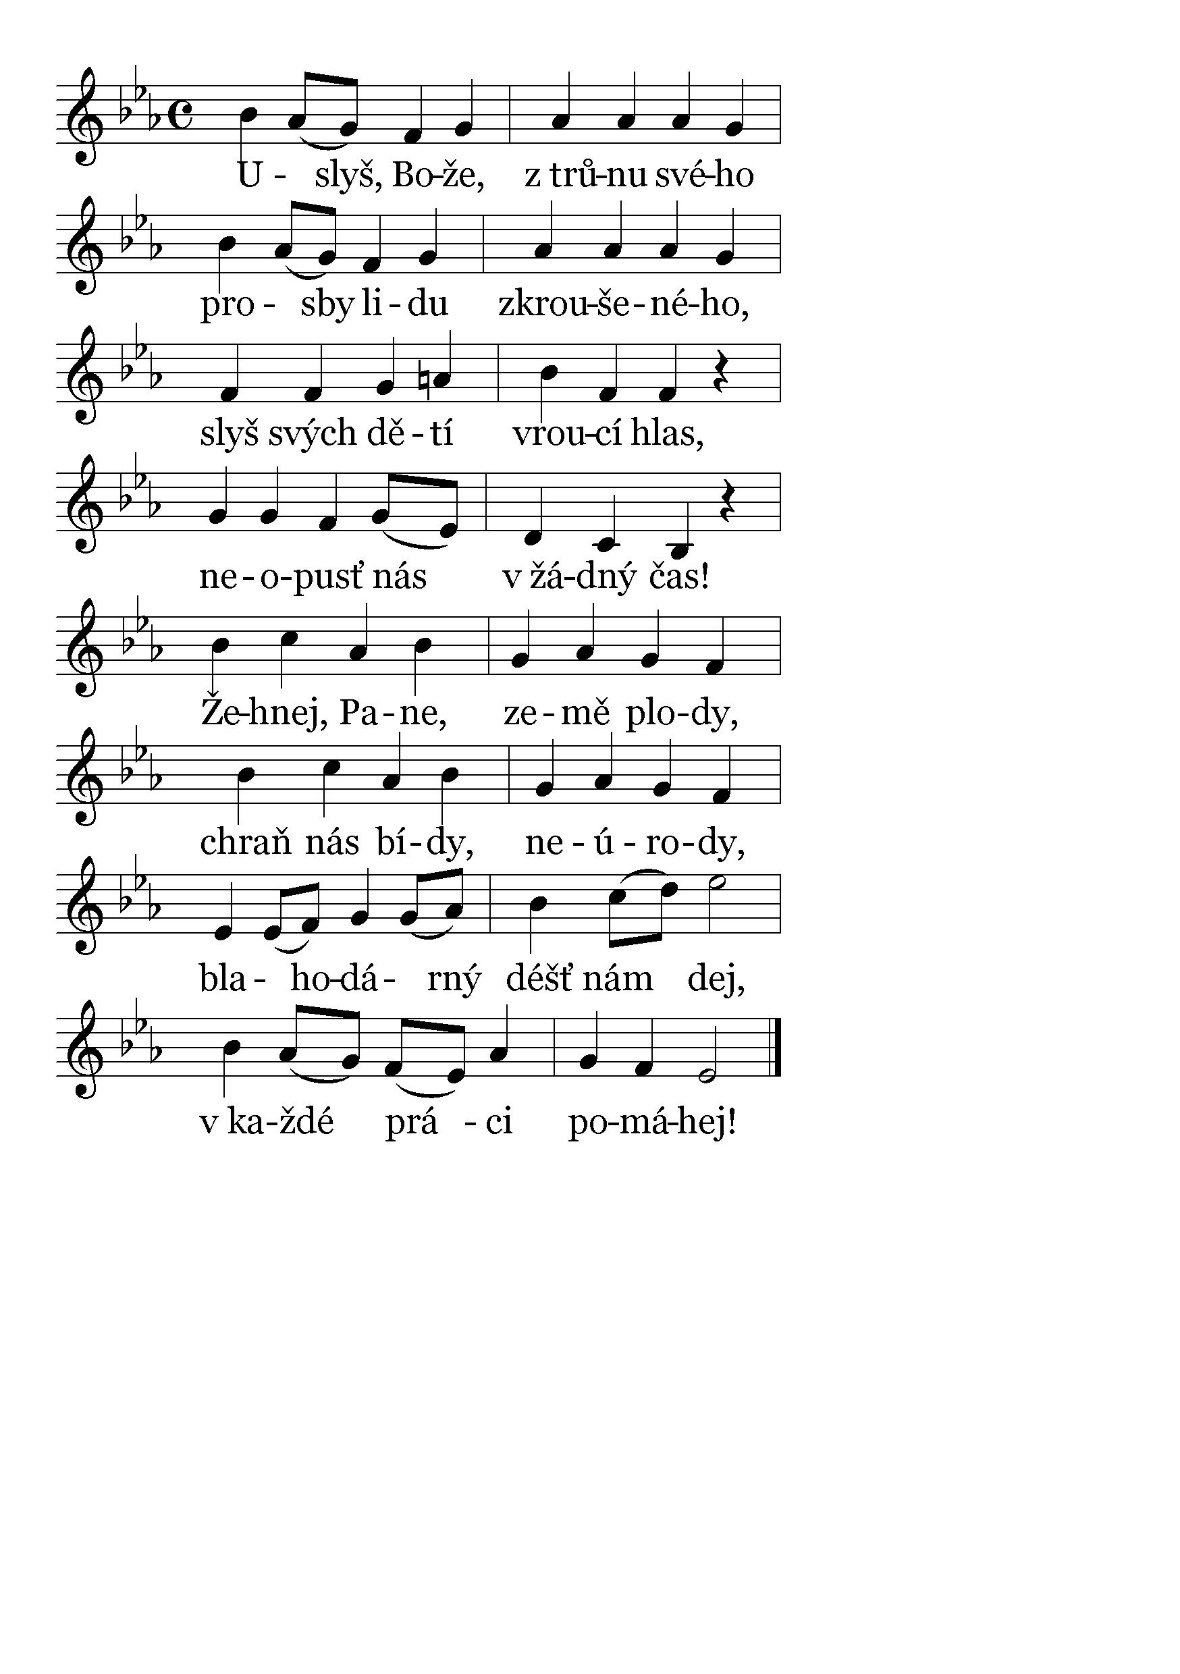 U - slyš, Bo-že, z trů-nu své-ho
pro - sby li - du zkrou-še-né-ho,
slyš svých dě - tí vrou-cí hlas,
ne-o-pusť nás v žá-dný čas!
Že-hnej, Pa-ne, ze-mě plo-dy,
chraň nás bí-dy, ne-ú-ro-dy,
bla - ho-dá - rný déšť nám dej,
v ka-ždé prá - ci po-má-hej!